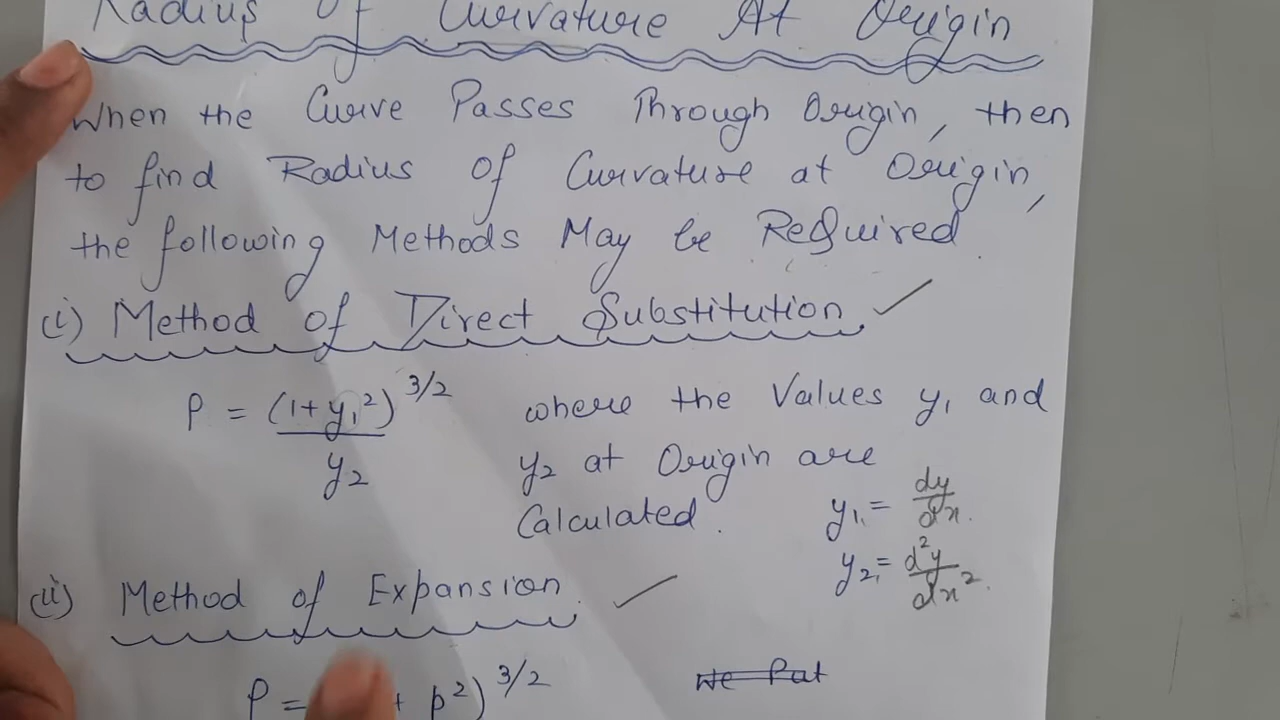 Radius Of Curvature At Origin
When the Curve Passes Through Origin, then
to find Radius of Curvature at Origin,
the following Methods May be Required
(i) Method of Direct Substitution ✓
ρ = (1+y₁²)^3/2 / y₂ where the Values y₁ and
y₂ at Origin are
Calculated.
y₁ = dy/dx.
y₂ = d²y/dx².
(ii) Method of Expansion. ✓
ρ = + p²)^3/2 We Put